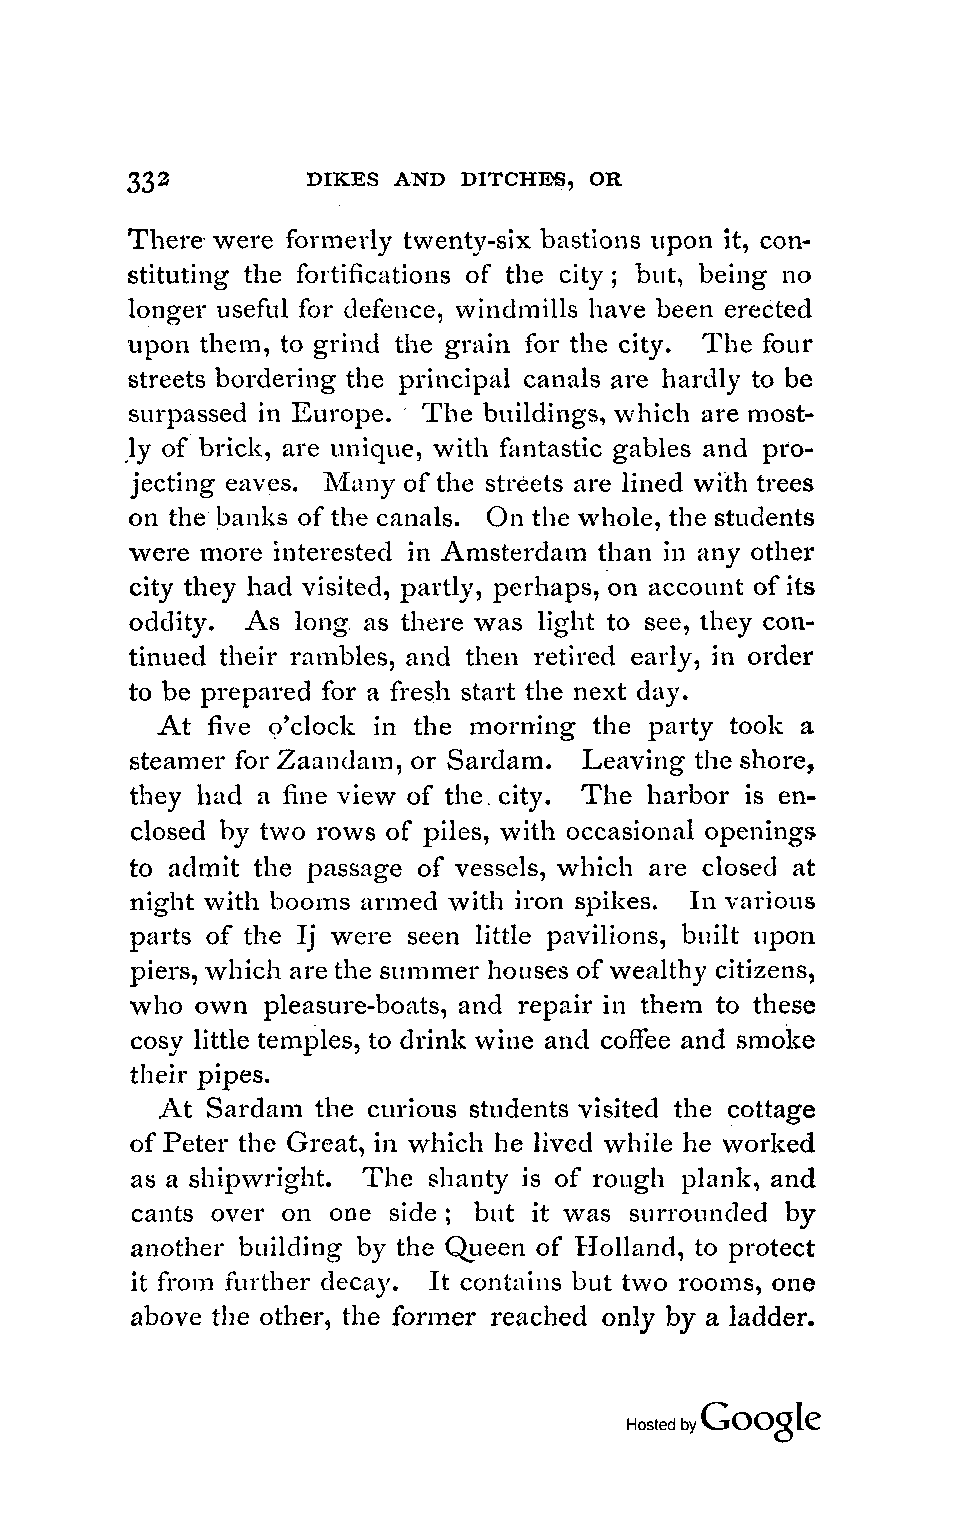 332 DIKES AND DITCHES, OR
There were formerly twenty-six bastions upon it, con-
stituting the fortifications of the city; but, being no
longer useful for defence, windmills have been erected
upon them, to grind the grain for the city. The four
streets bordering the principal canals are hardly to be
surpassed in Europe. The buildings, which are most-
ly of brick, are unique, with fantastic gables and pro-
jecting eaves. Many of the streets are lined with trees
on the banks of the canals. On the whole, the students
were more interested in Amsterdam than in any other
city they had visited, partly, perhaps, on account of its
oddity. As long as there was light to see, they con-
tinued their rambles, and then retired early, in order
to be prepared for a fresh start the next day.
At five o'clock in the morning the party took a
steamer for Zaandam, or Sardam. Leaving the shore,
they had a fine view of the city. The harbor is en-
closed by two rows of piles, with occasional openings
to admit the passage of vessels, which are closed at
night with booms armed with iron spikes. In various
parts of the Ij were seen little pavilions, built upon
piers, which are the summer houses of wealthy citizens,
who own pleasure-boats, and repair in them to these
cosy little temples, to drink wine and coffee and smoke
their pipes.
At Sardam the curious students visited the cottage
of Peter the Great, in which he lived while he worked
as a shipwright. The shanty is of rough plank, and
cants over on one side; but it was surrounded by
another building by the Queen of Holland, to protect
it from further decay. It contains but two rooms, one
above the other, the former reached only by a ladder.
Hosted by Google